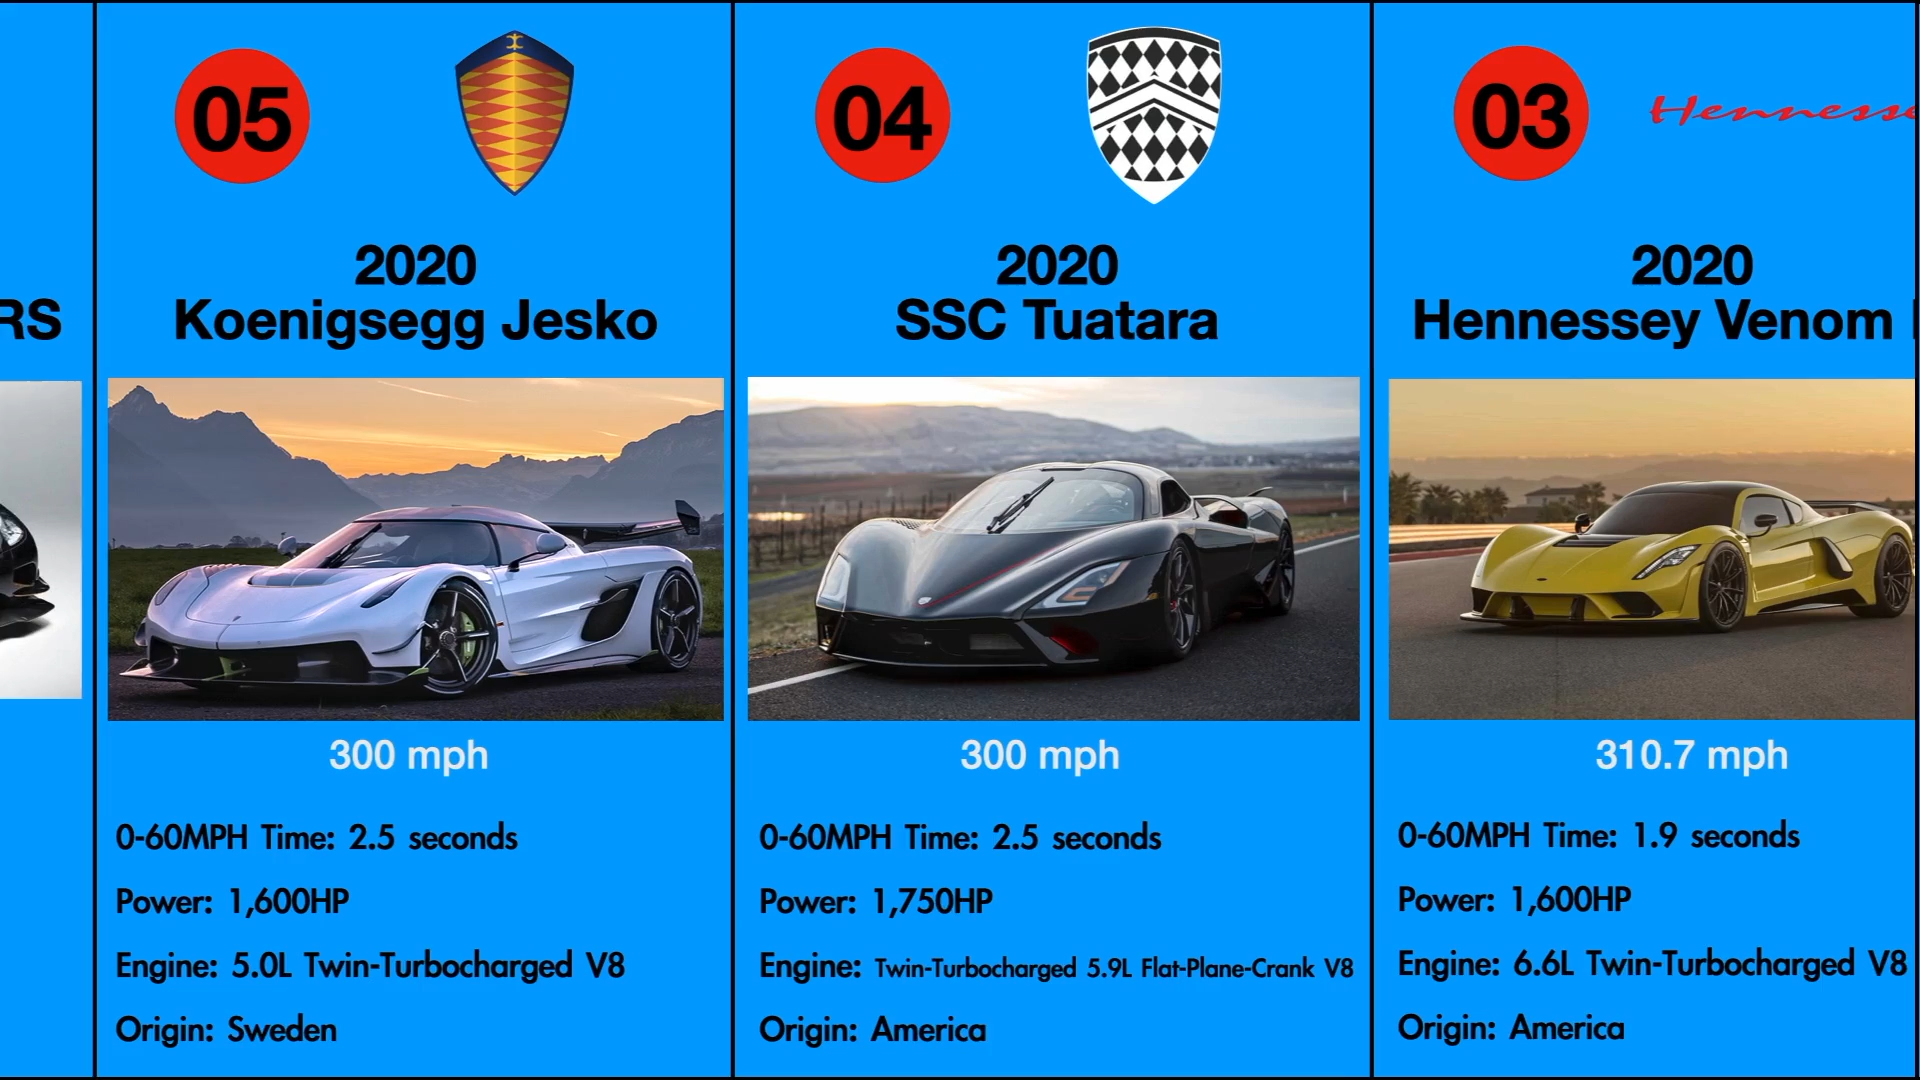 RS
05
2020
Koenigsegg Jesko
300 mph
0-60MPH Time: 2.5 seconds
Power: 1,600HP
Engine: 5.0L Twin-Turbocharged V8
Origin: Sweden
04
2020
SSC Tuatara
300 mph
0-60MPH Time: 2.5 seconds
Power: 1,750HP
Engine: Twin-Turbocharged 5.9L Flat-Plane-Crank V8
Origin: America
03
Hennesse
2020
Hennessey Venom
310.7 mph
0-60MPH Time: 1.9 seconds
Power: 1,600HP
Engine: 6.6L Twin-Turbocharged V8
Origin: America